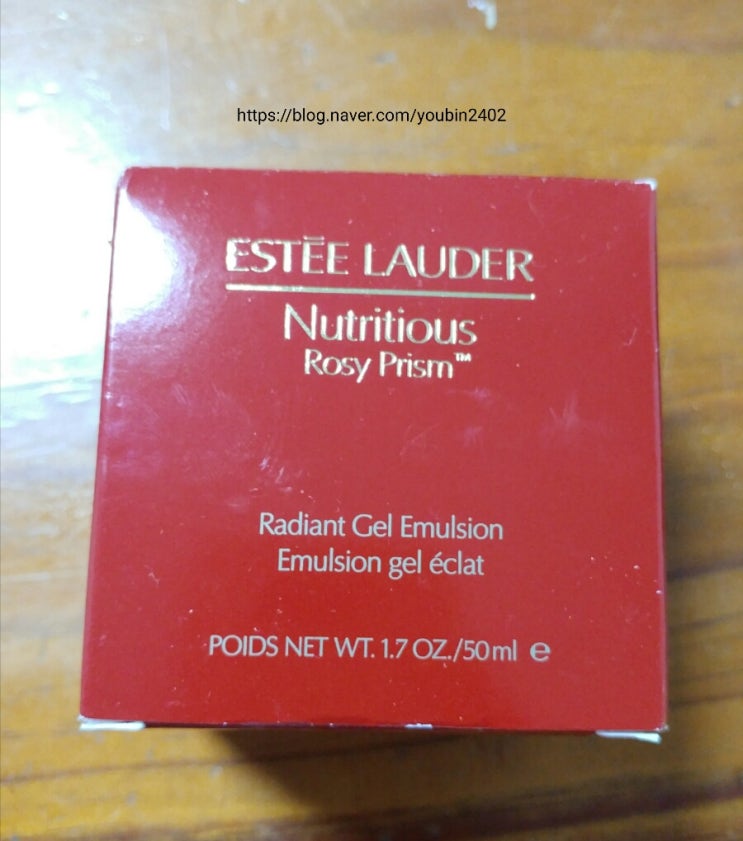 https://blog.naver.com/youbin2402
ESTĒE LAUDER
Nutritious
Rosy Prism™
Radiant Gel Emulsion
Emulsion gel éclat
POIDS NET WT. 1.7 OZ./50ml ℮